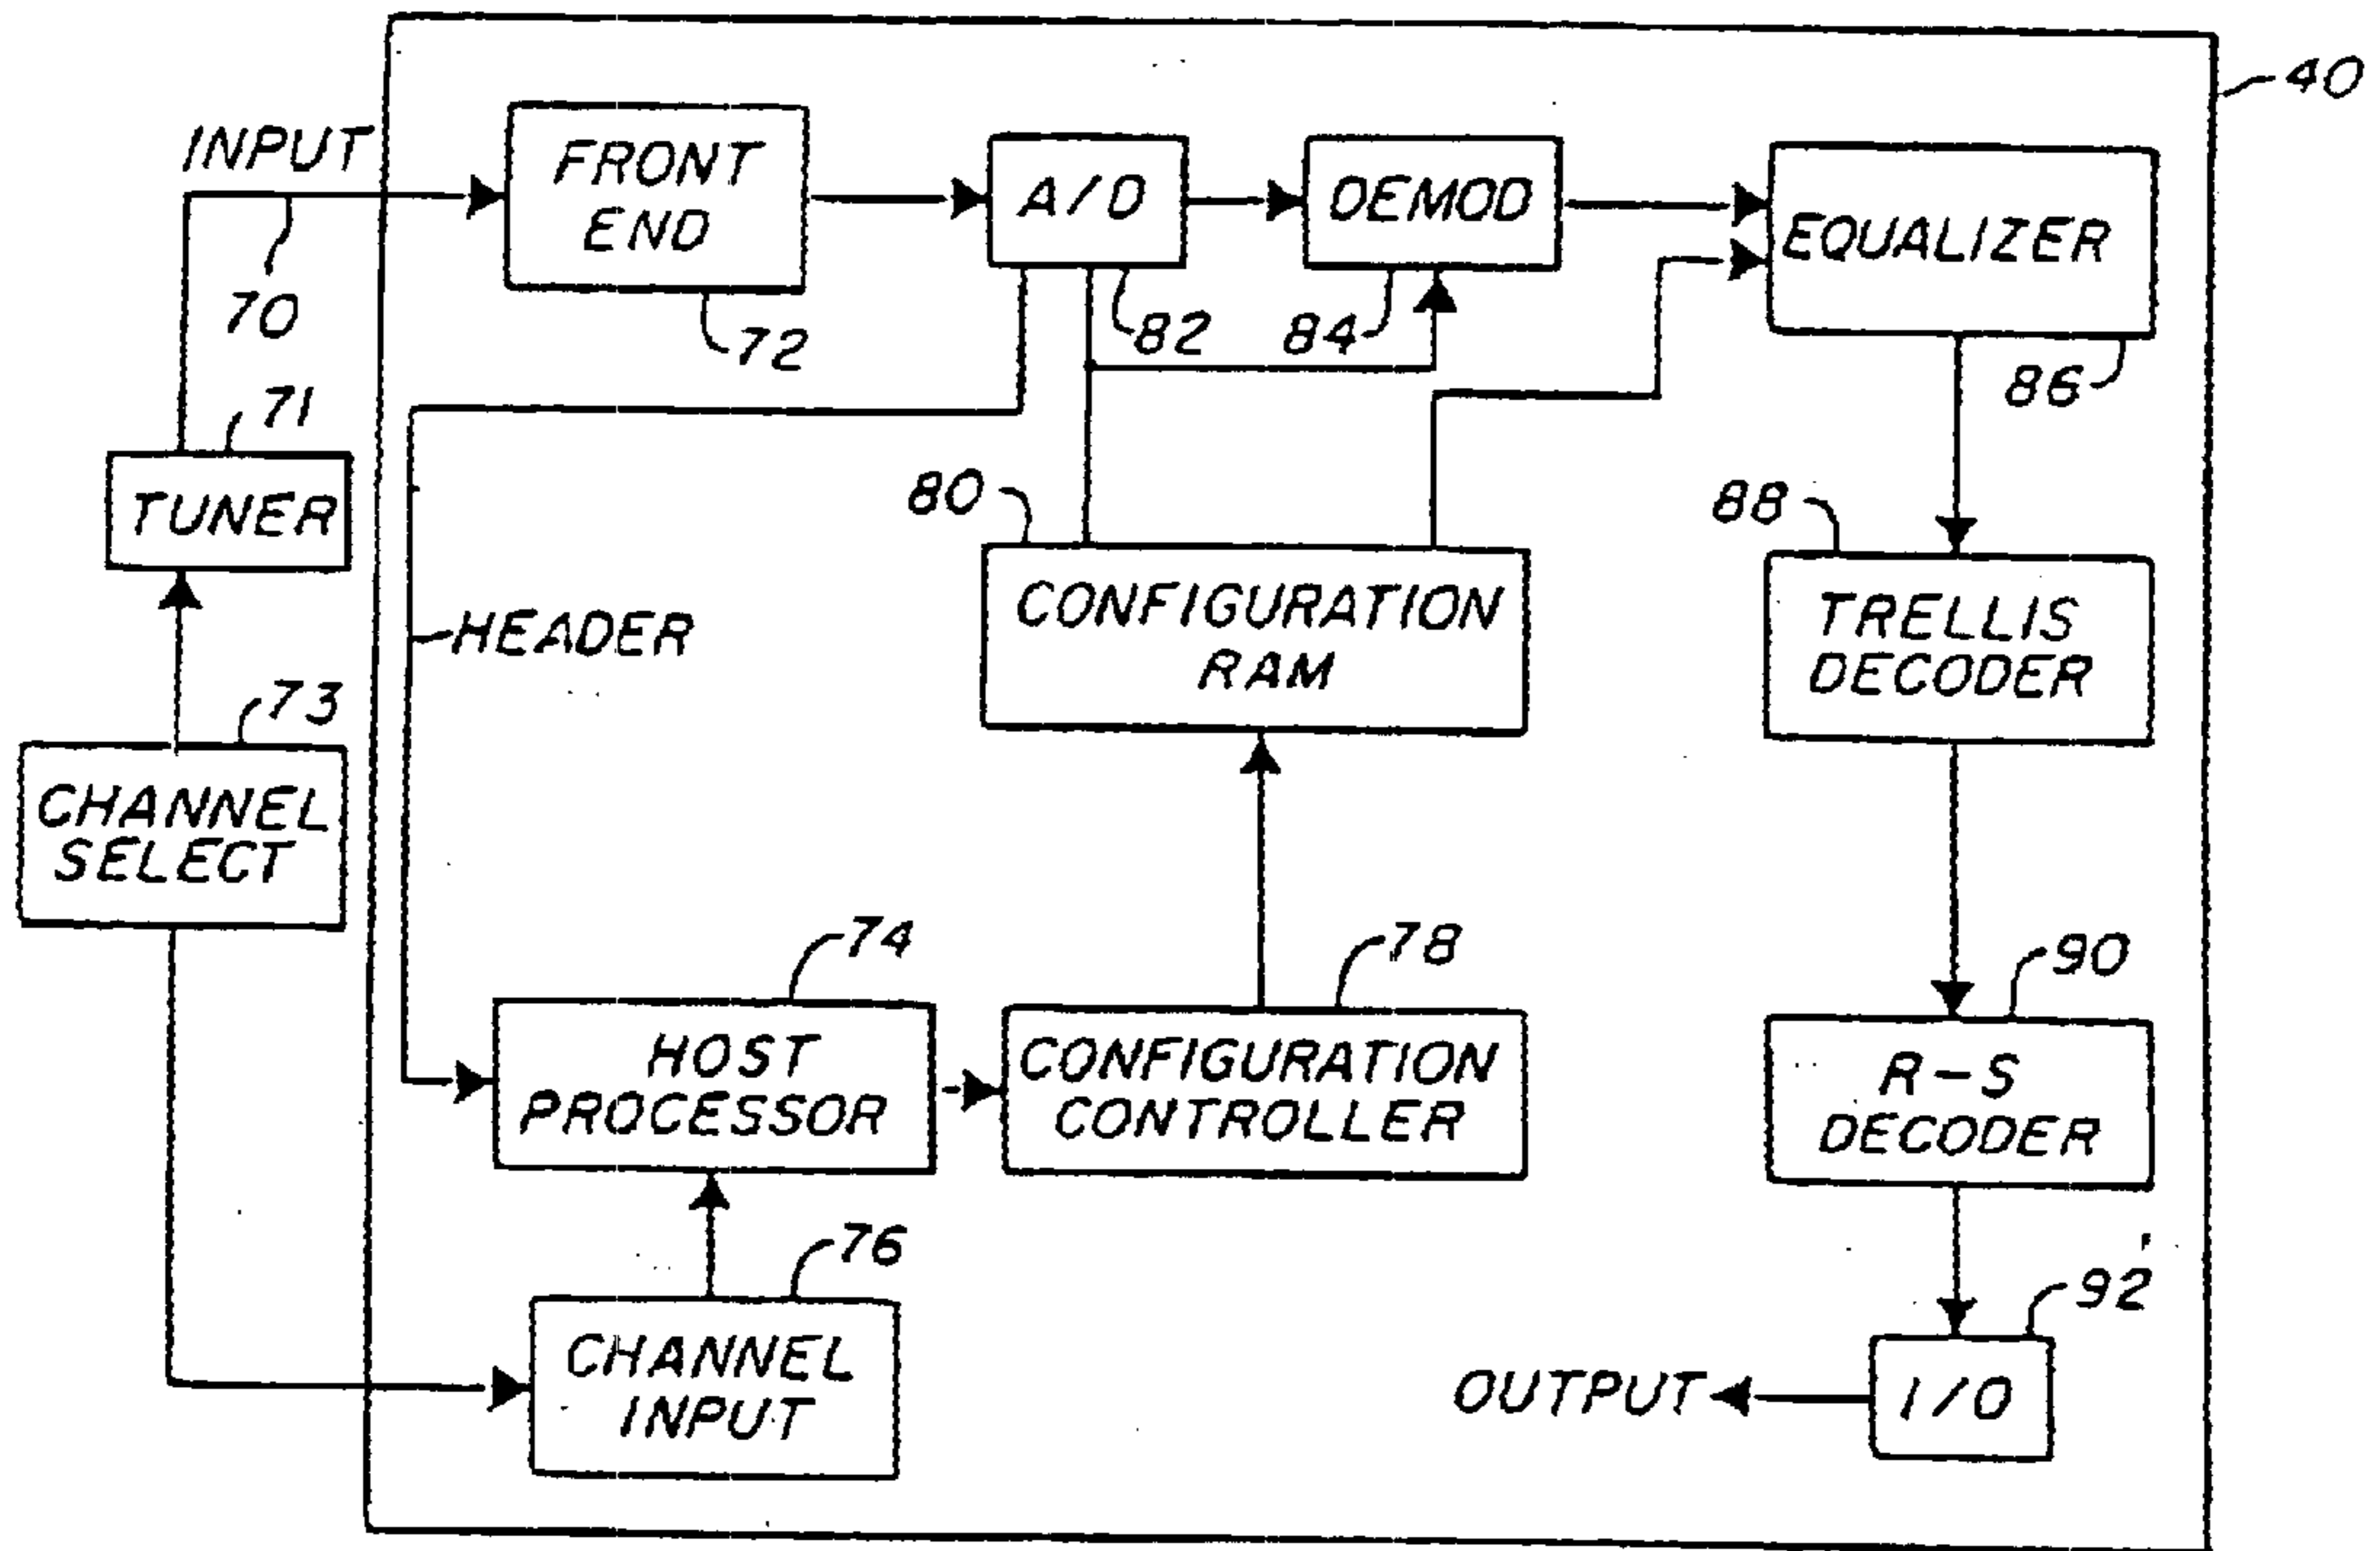 40
INPUT
FRONT
END
A/D
DEMOD
EQUALIZER
70
72
82
84
86
71
TUNER
80
88
HEADER
CONFIGURATION
RAM
TRELLIS
DECODER
73
CHANNEL
SELECT
74
78
90
HOST
PROCESSOR
CONFIGURATION
CONTROLLER
R-S
DECODER
76
92
CHANNEL
INPUT
OUTPUT
I/O